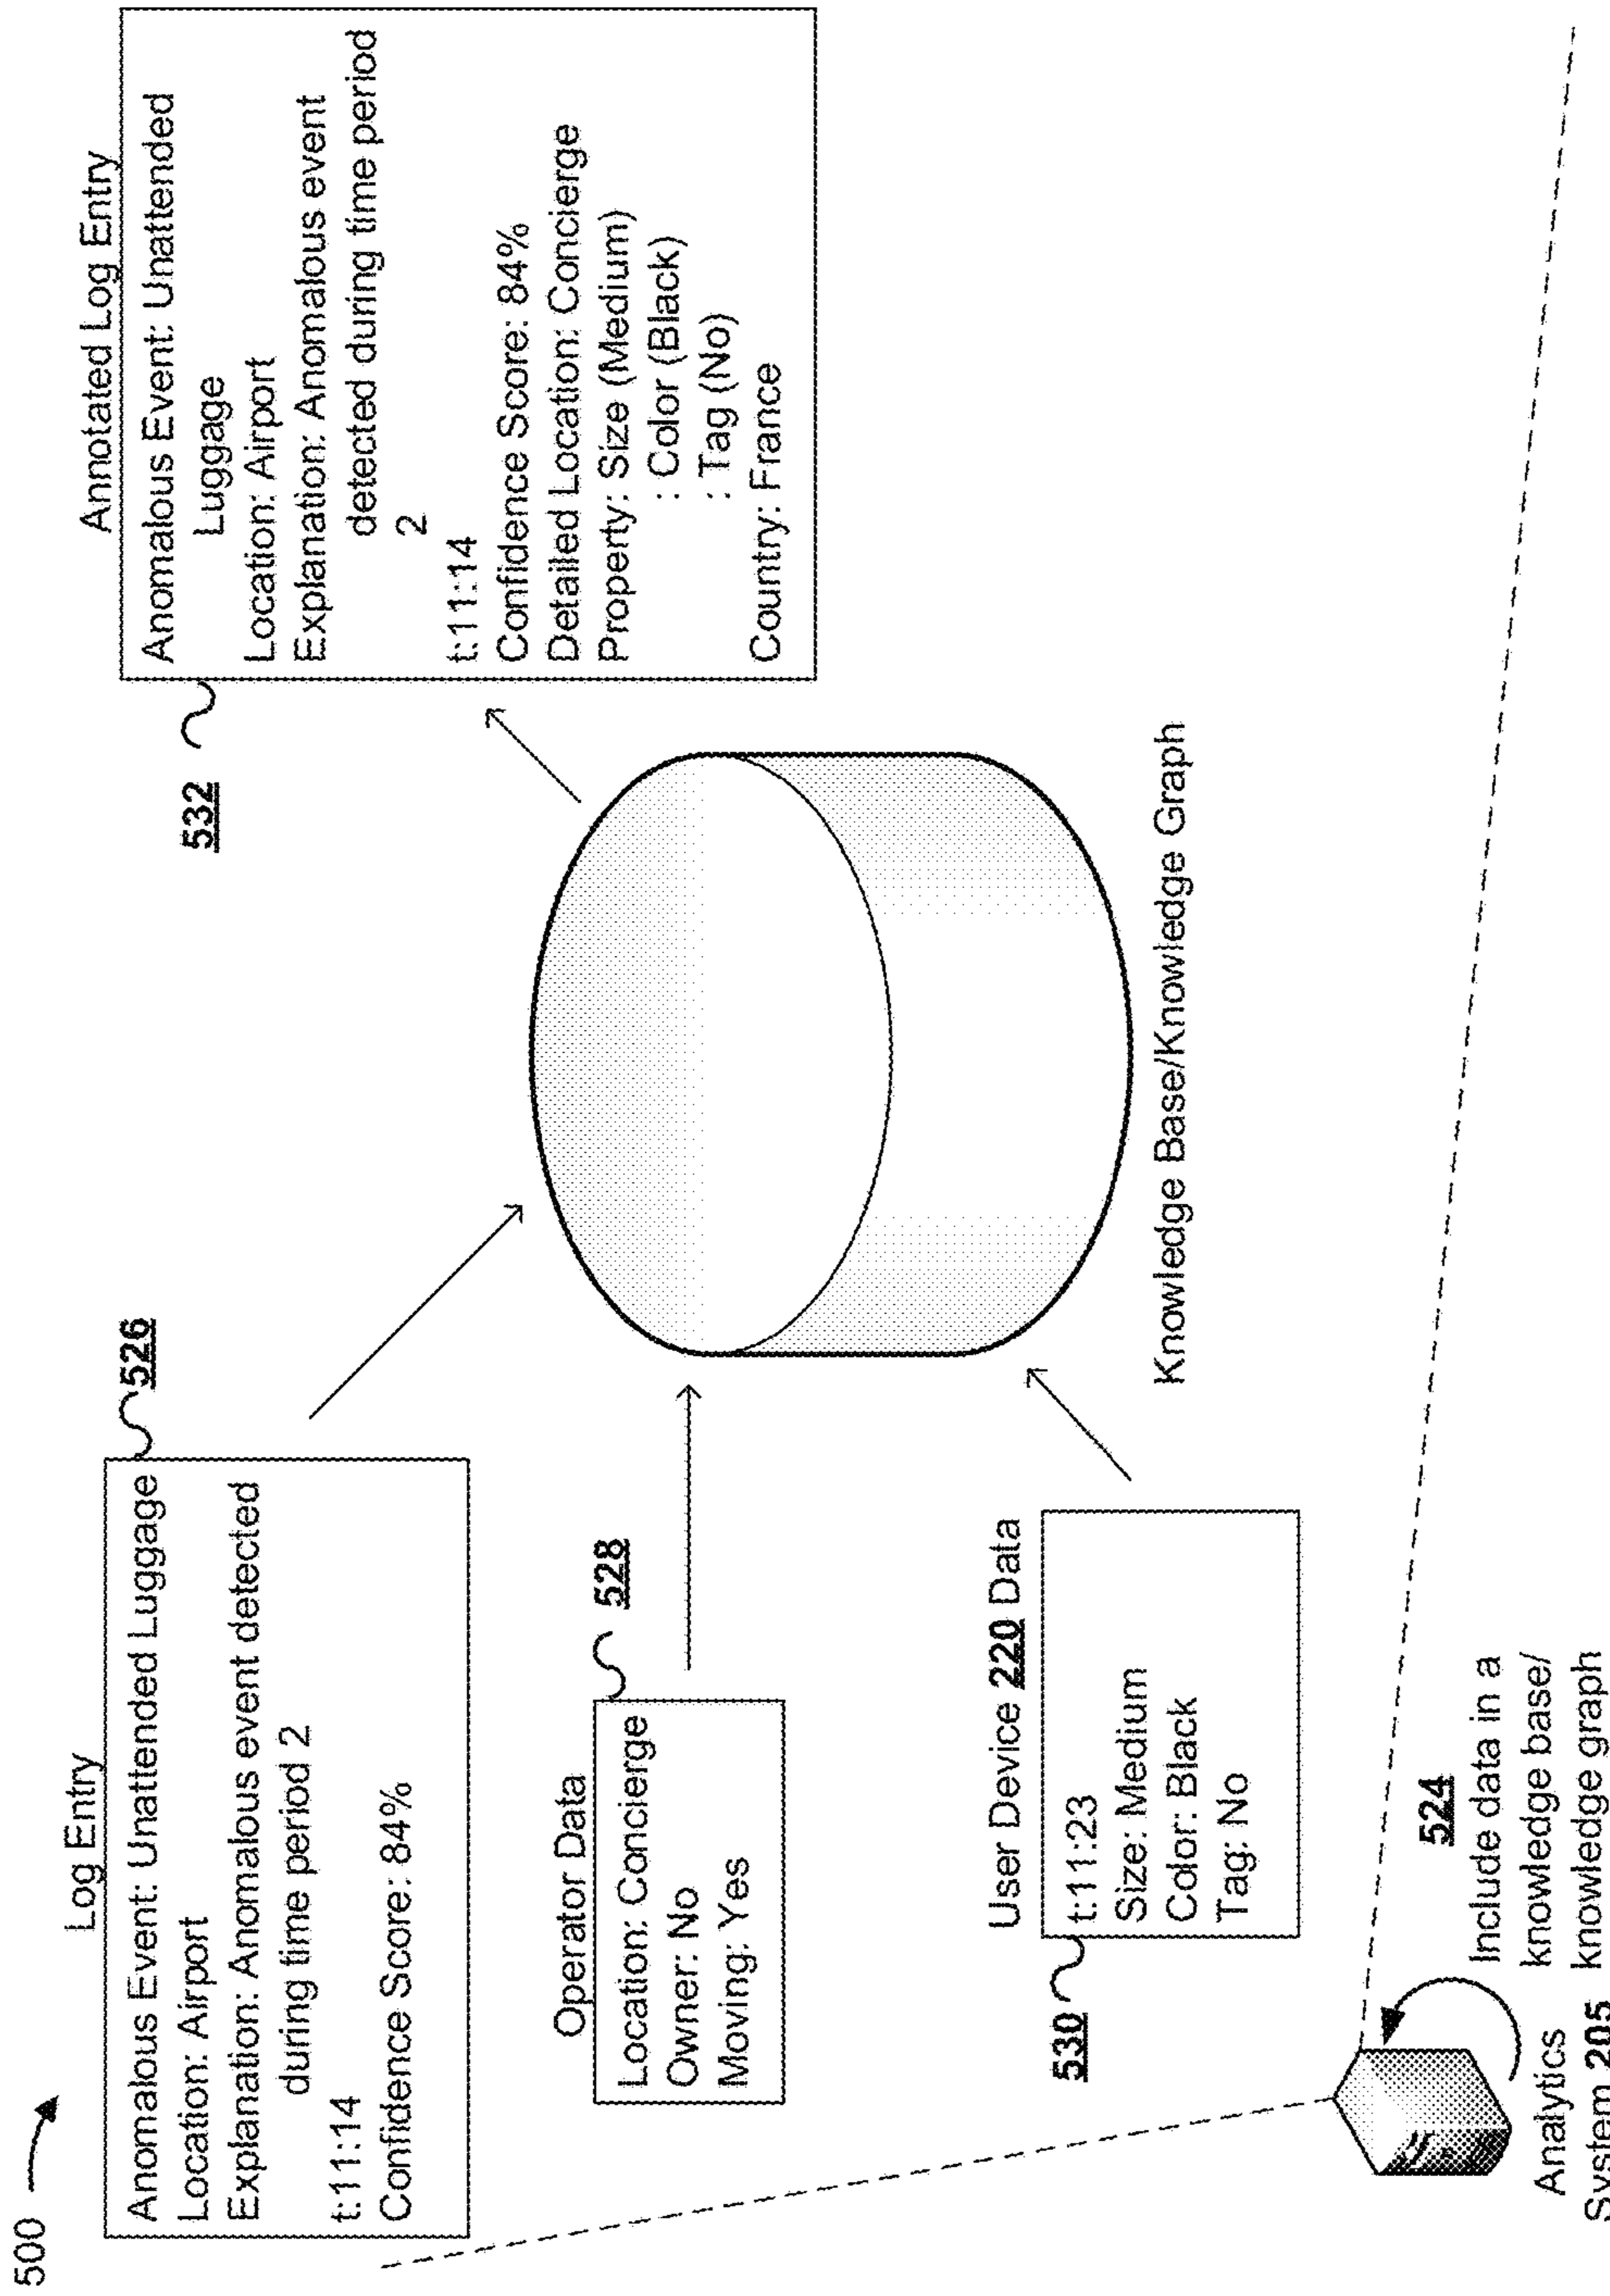 500
Log Entry
Anomalous Event: Unattended Luggage
Location: Airport
Explanation: Anomalous event detected
during time period 2
t:11:14
Confidence Score: 84%
526
Operator Data
Location: Concierge
Owner: No
Moving: Yes
528
User Device 220 Data
t:11:23
Size: Medium
Color: Black
Tag: No
530
Knowledge Base/Knowledge Graph
532
Annotated Log Entry
Anomalous Event: Unattended
Luggage
Location: Airport
Explanation: Anomalous event
detected during time period
2
t:11:14
Confidence Score: 84%
Detailed Location: Concierge
Property: Size (Medium)
: Color (Black)
: Tag (No)
Country: France
524
Include data in a
knowledge base/
knowledge graph
Analytics
System 205